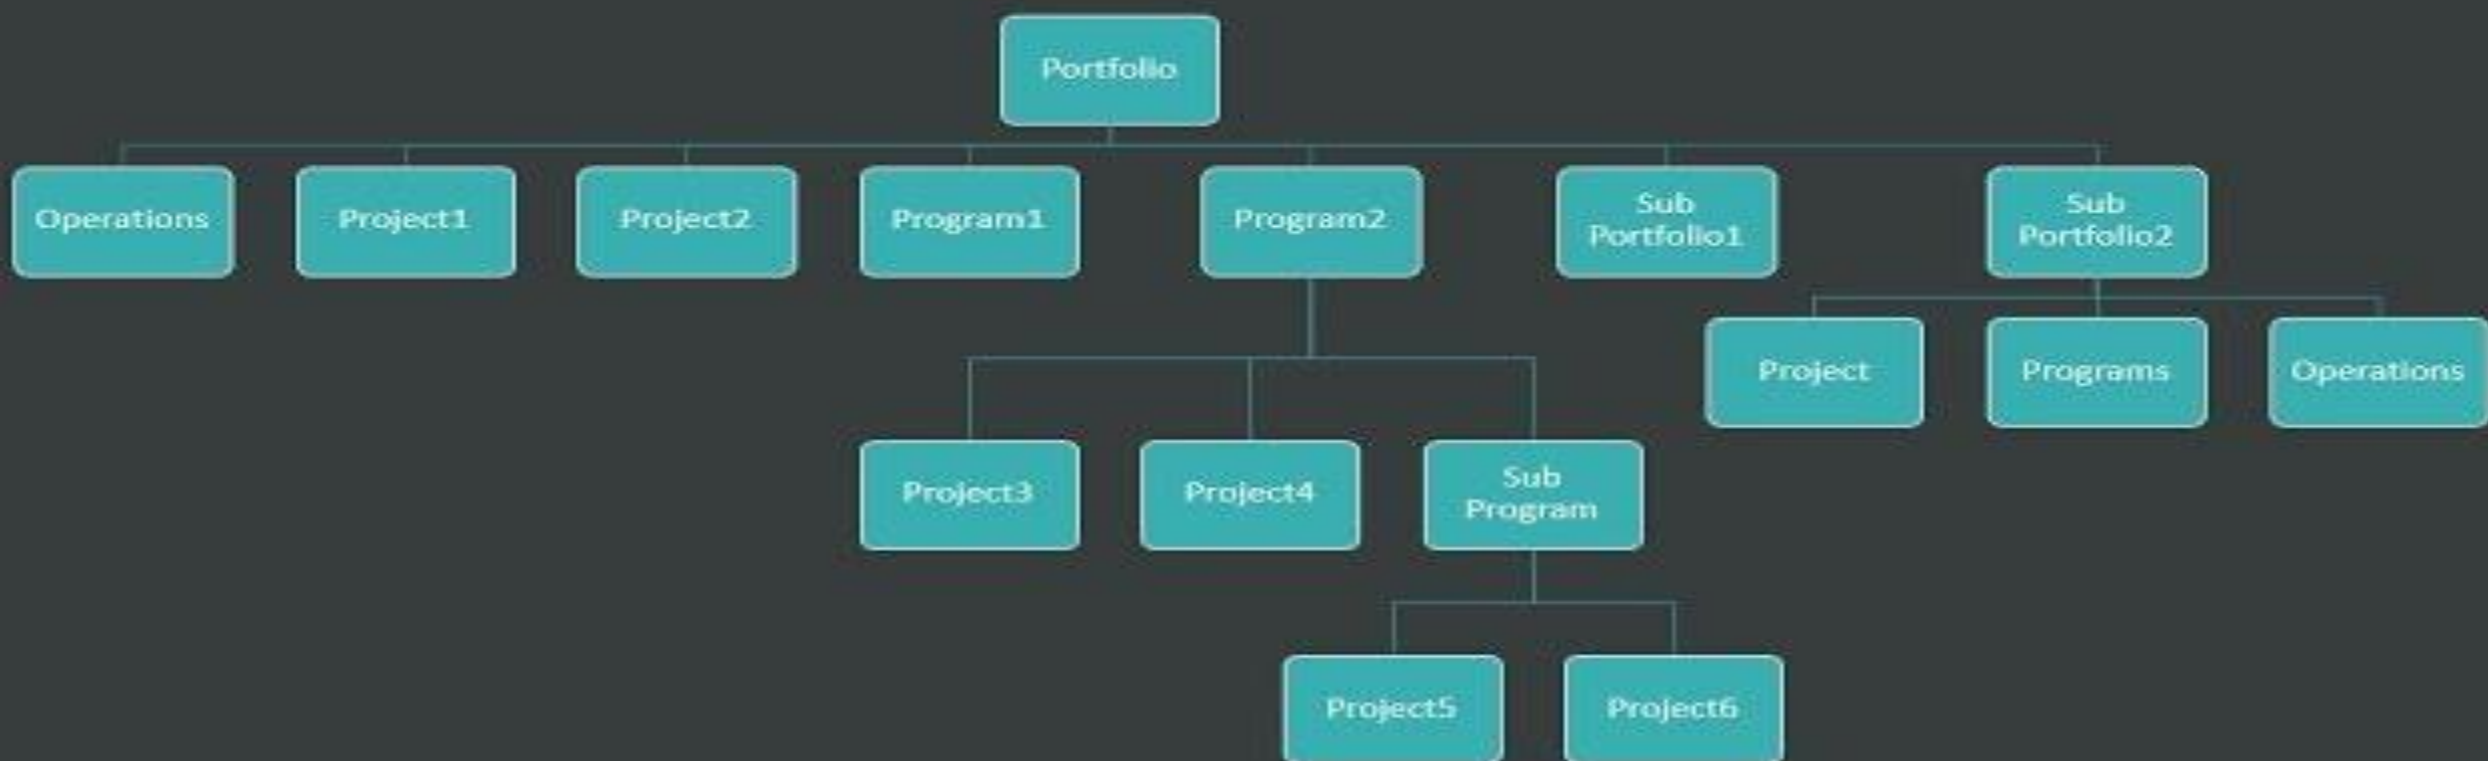 Portfolio
Operations
Project1
Project2
Program1
Program2
Sub
Portfolio1
Sub
Portfolio2
Project
Programs
Operations
Project3
Project4
Sub
Program
Project5
Project6